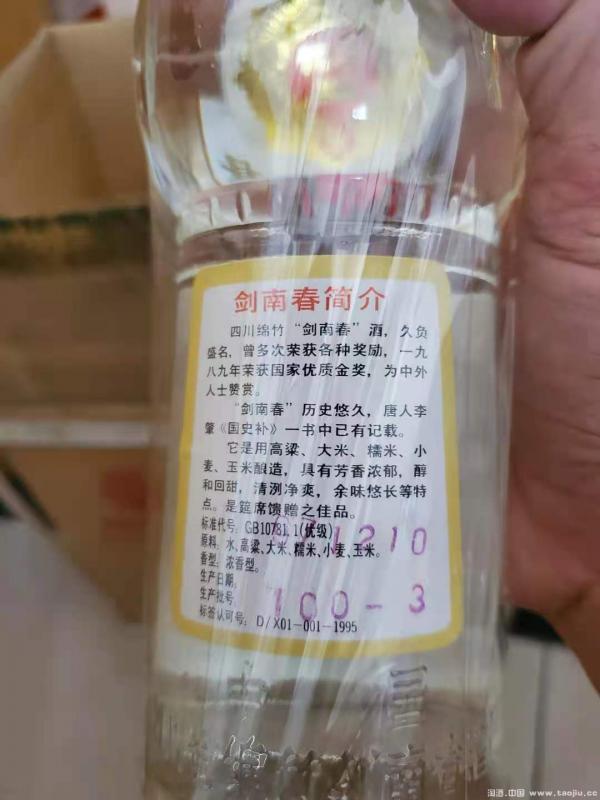 剑南春简介
四川绵竹“剑南春”酒，久负
盛名，曾多次荣获各种奖励，一九
八九年荣获国家优质金奖，为中外
人士赞赏。
“剑南春”历史悠久，唐人李
肇《国史补》一书中已有记载。
它是用高粱、大米、糯米、小
麦、玉米酿造，具有芳香浓郁，醇
和回甜，清洌净爽，余味悠长等特
点。是筵席馈赠之佳品。
标准代号：GB10781.1(优级)
原料：水、高粱、大米、糯米、小麦、玉米。
香型：浓香型。
生产日期：
生产批号：
100-3
标签认可号：D/X01-001-1995
淘酒.中国 www.taojiu.cc